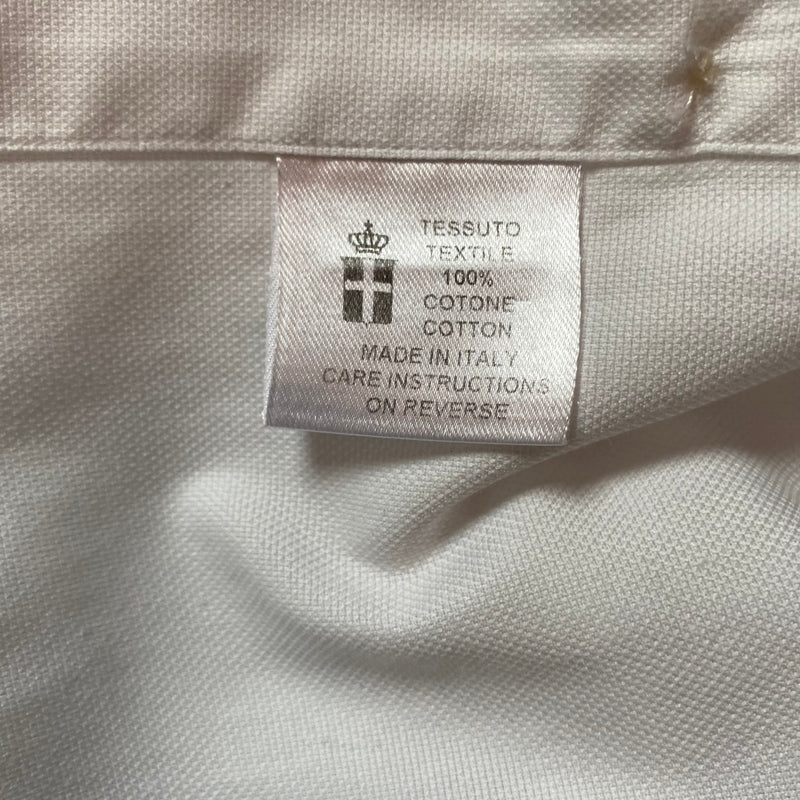 TESSUTO
TEXTILE
100%
COTONE
COTTON
MADE IN ITALY
CARE INSTRUCTIONS
ON REVERSE